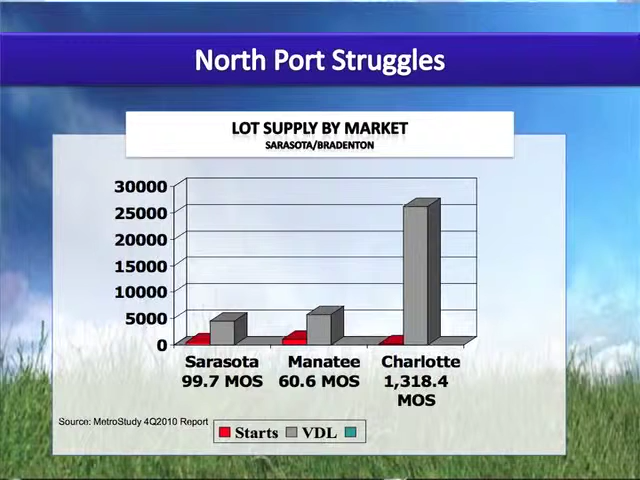 North Port Struggles
LOT SUPPLY BY MARKET
SARASOTA/BRADENTON
30000
25000
20000
15000
10000
5000
0
Sarasota Manatee Charlotte
99.7 MOS 60.6 MOS 1,318.4
MOS
Source: MetroStudy 4Q2010 Report
Starts VDL